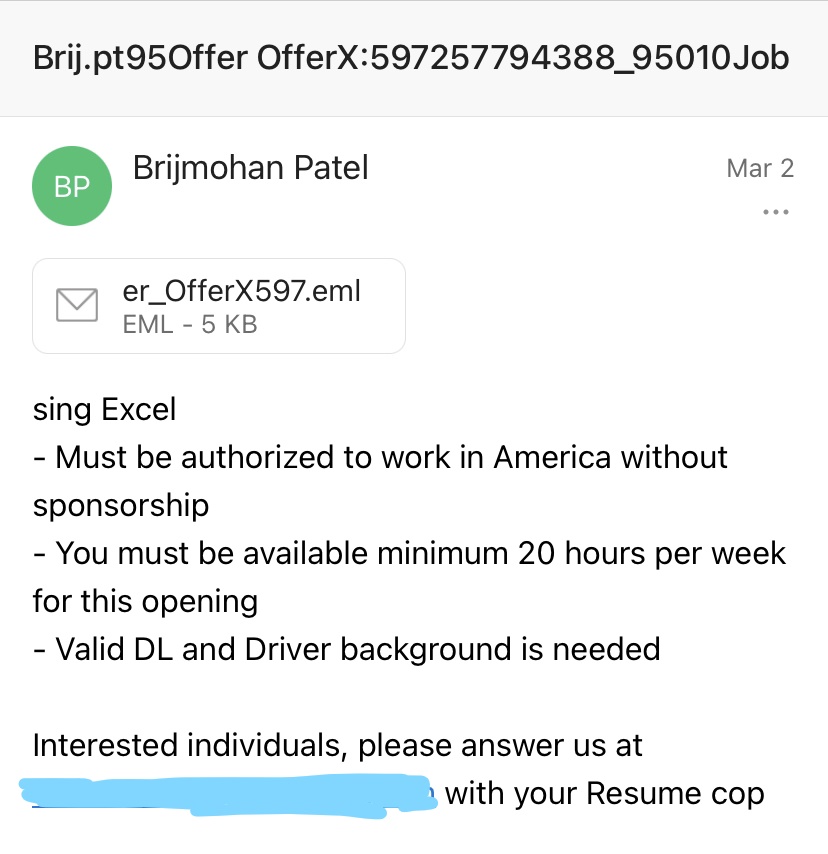 Brij.pt95Offer OfferX:597257794388_95010Job
BP
Brijmohan Patel
Mar 2
...
er_OfferX597.eml
EML - 5 KB
sing Excel
- Must be authorized to work in America without
sponsorship
- You must be available minimum 20 hours per week
for this opening
- Valid DL and Driver background is needed
Interested individuals, please answer us at
with your Resume cop